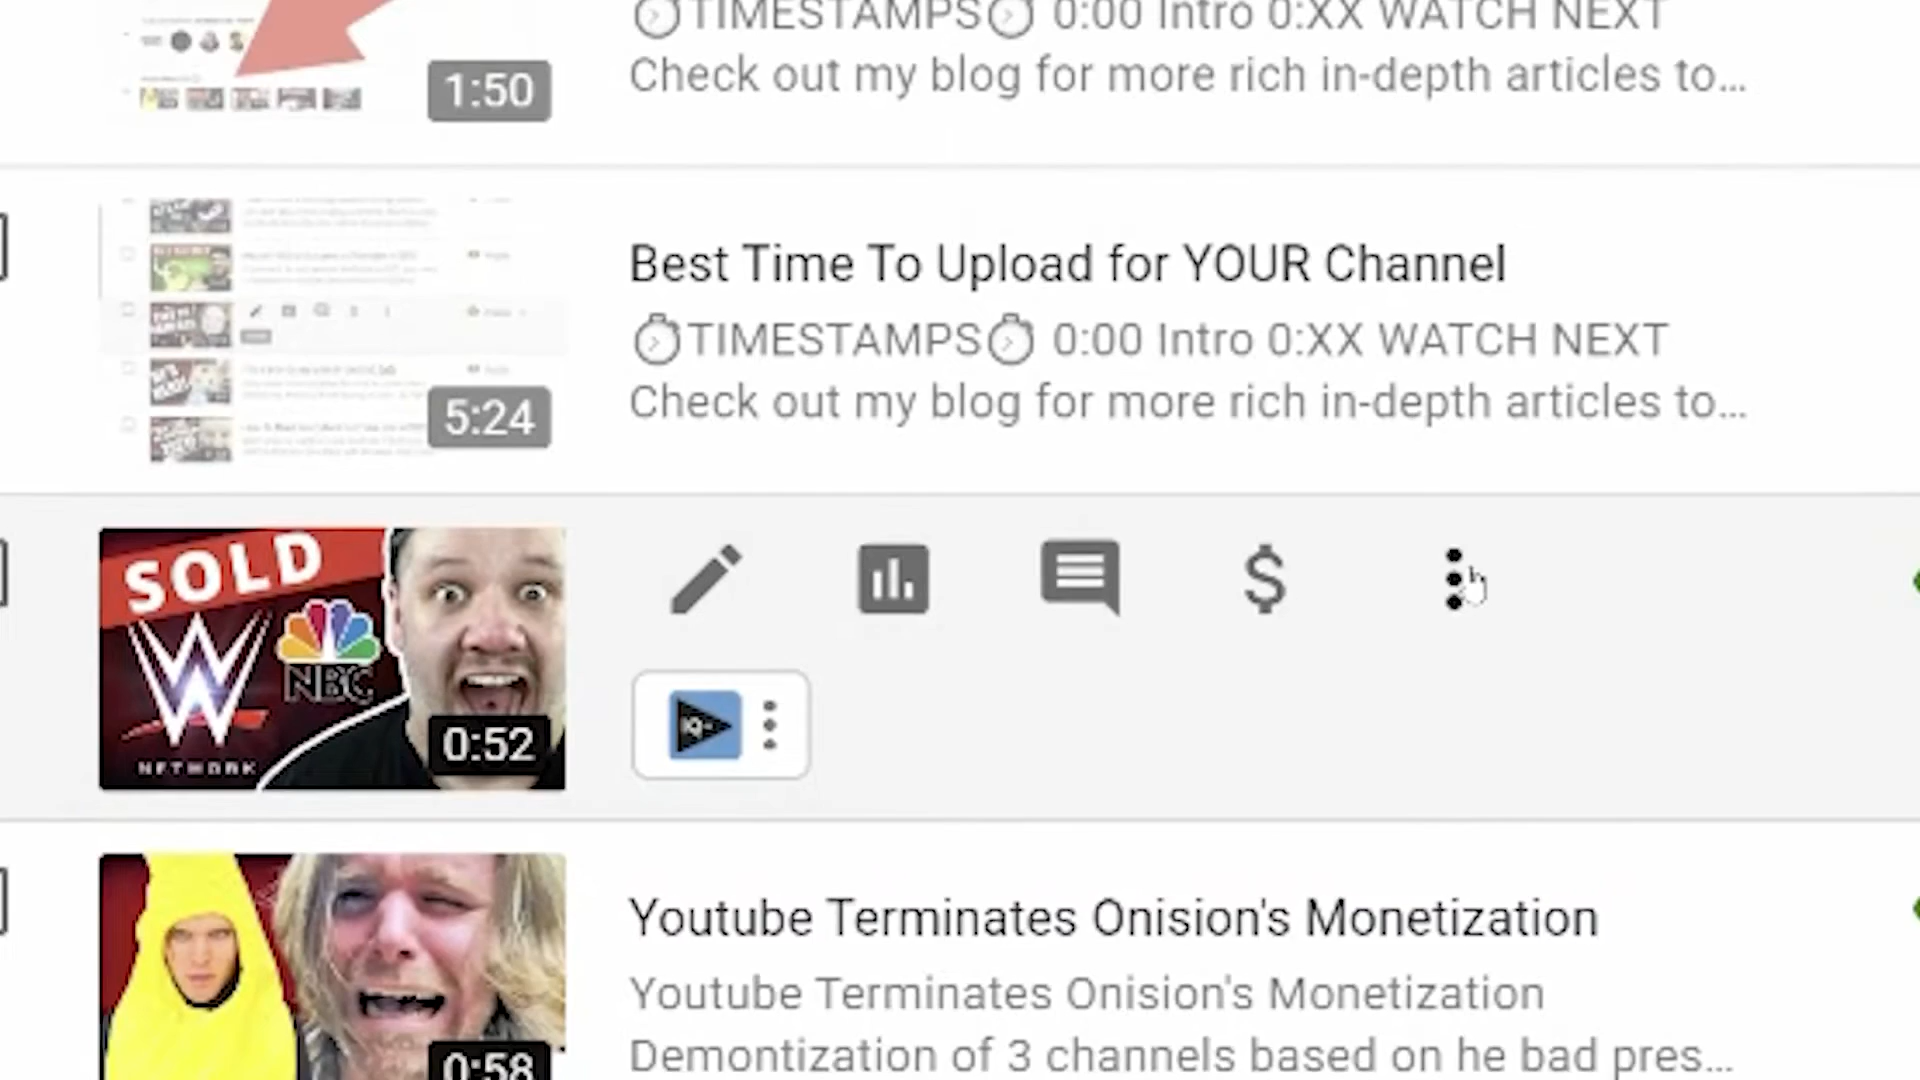 TIMESTAMPS 0:00 Intro 0:XX WATCH NEXT
Check out my blog for more rich in-depth articles to...
1:50
Best Time To Upload for YOUR Channel
TIMESTAMPS 0:00 Intro 0:XX WATCH NEXT
Check out my blog for more rich in-depth articles to...
5:24
SOLD
W
NBC
NETWORK
0:52
Youtube Terminates Onision's Monetization
Youtube Terminates Onision's Monetization
Demontization of 3 channels based on he bad pres...
0:58